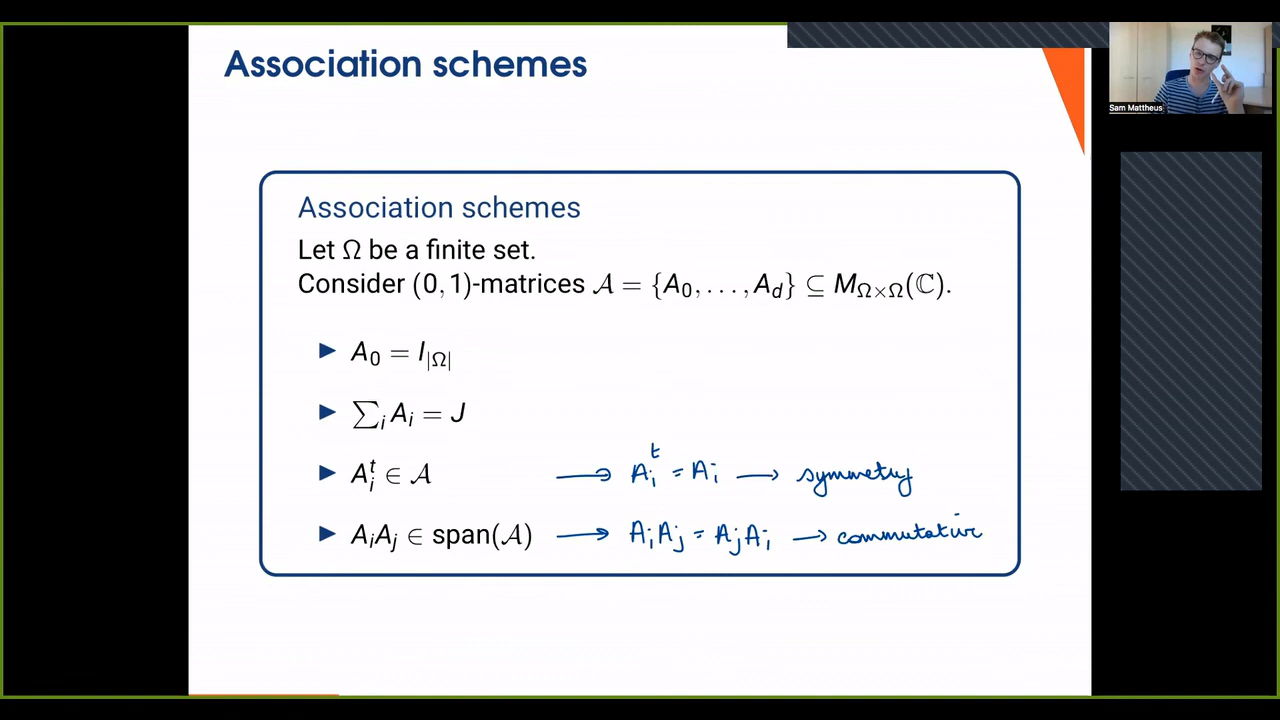 Association schemes
Sam Mattheus
Association schemes
Let Ω be a finite set.
Consider (0, 1)-matrices 𝒜 = {A₀, . . . , A_d} ⊆ M_{Ω×Ω}(ℂ).
▶ A₀ = I_{|Ω|}
▶ ∑ᵢ Aᵢ = J
▶ Aᵢᵗ ∈ 𝒜 ⟶ Aᵢᵗ = Aᵢ ⟶ symmetry
▶ AᵢAⱼ ∈ span(𝒜) ⟶ AᵢAⱼ = AⱼAᵢ ⟶ commutative